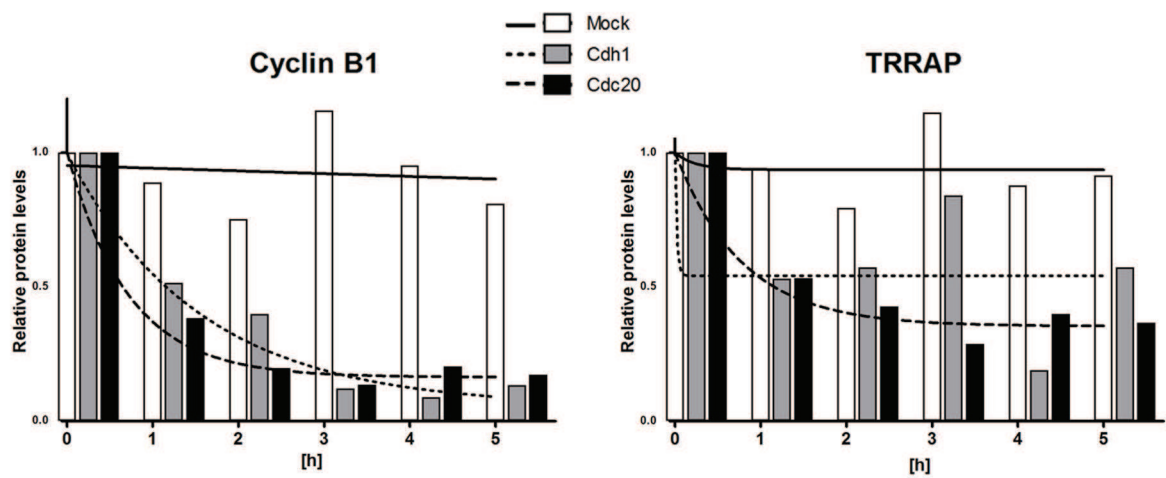 Mock
Cdh1
Cdc20
Cyclin B1
Relative protein levels
1.0
0.5
0.0
0 1 2 3 4 5
[h]
TRRAP
Relative protein levels
1.0
0.5
0.0
0 1 2 3 4 5
[h]